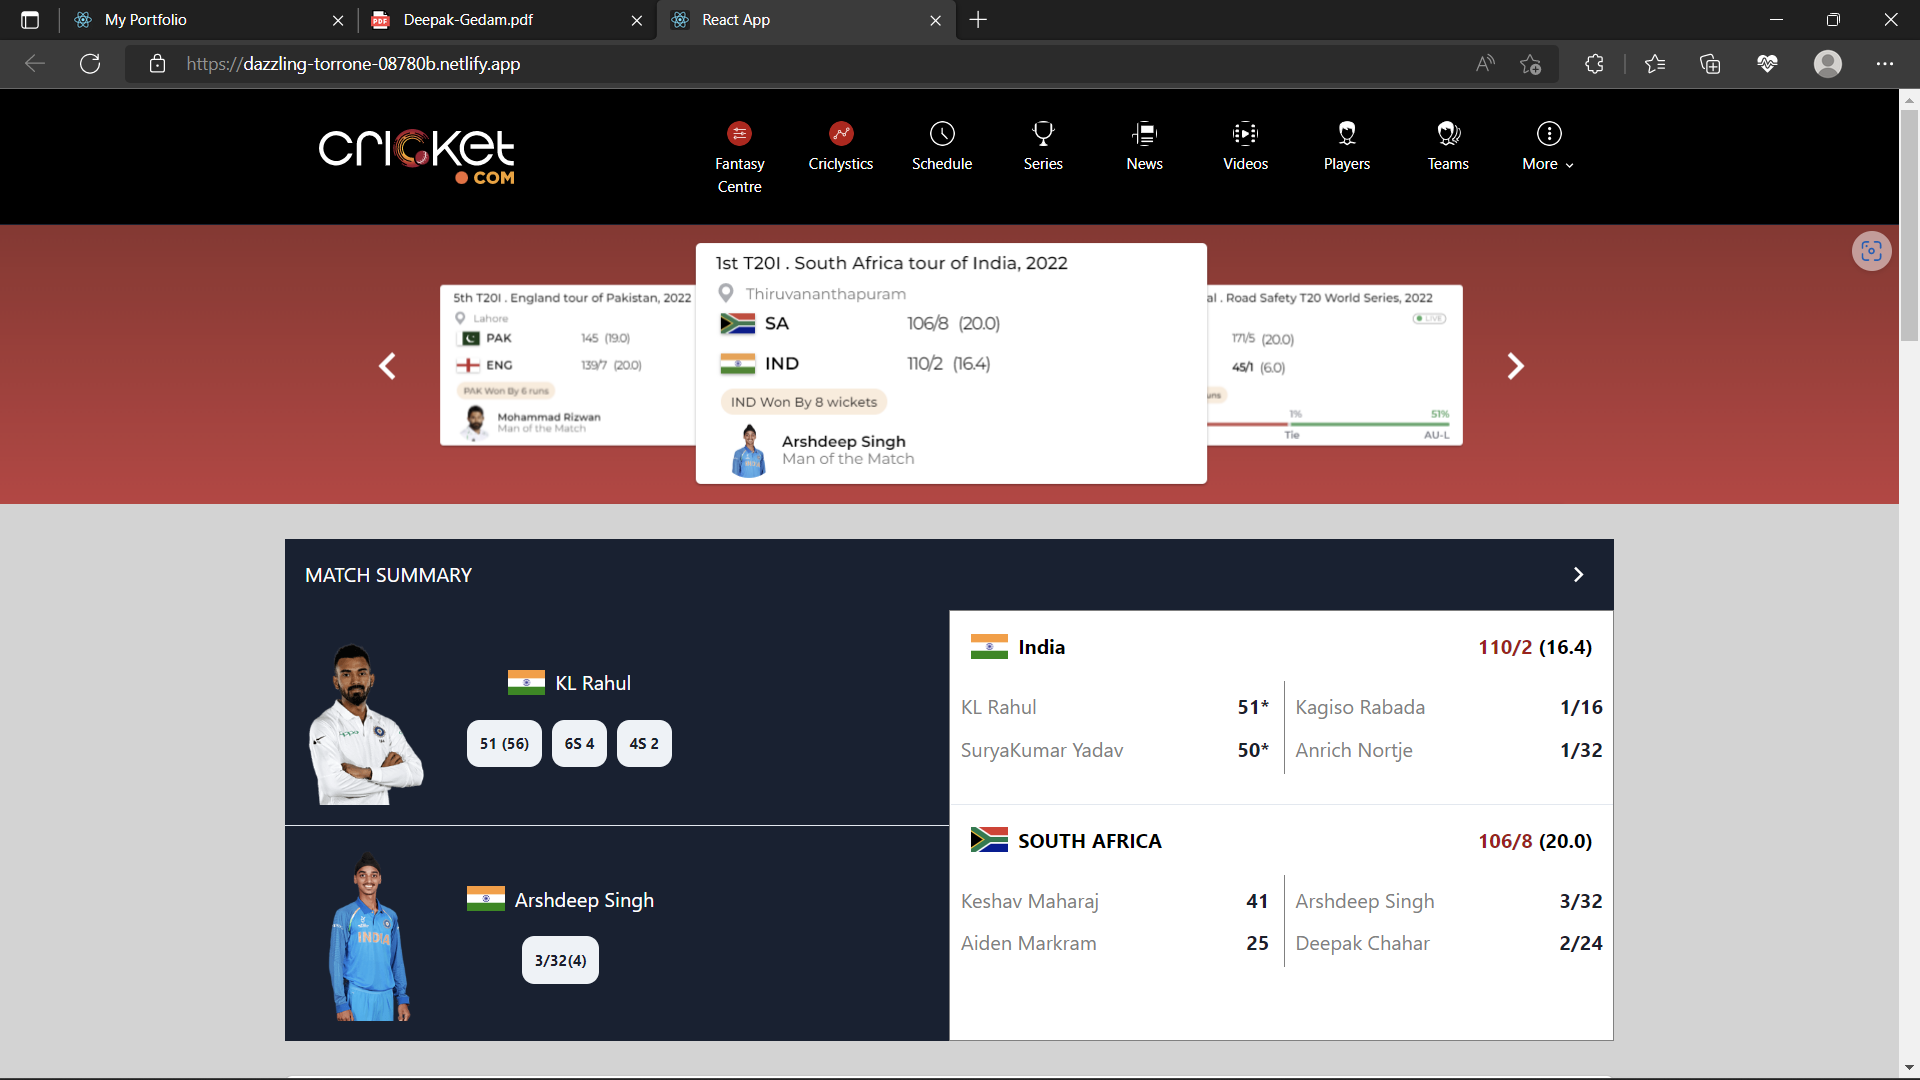 My Portfolio
Deepak-Gedam.pdf
React App
https://dazzling-torrone-08780b.netlify.app
cricket
.COM
Fantasy Centre
Criclystics
Schedule
Series
News
Videos
Players
Teams
More
5th T20I . England tour of Pakistan, 2022
Lahore
PAK 145 (19.0)
ENG 139/7 (20.0)
PAK Won By 6 runs
Mohammad Rizwan
Man of the Match
1st T20I . South Africa tour of India, 2022
Thiruvananthapuram
SA 106/8 (20.0)
IND 110/2 (16.4)
IND Won By 8 wickets
Arshdeep Singh
Man of the Match
al . Road Safety T20 World Series, 2022
LIVE
171/5 (20.0)
45/1 (6.0)
uns
1% 51%
Tie AU-L
MATCH SUMMARY
KL Rahul
51 (56) 6S 4 4S 2
Arshdeep Singh
3/32(4)
INDIA
India 110/2 (16.4)
KL Rahul 51* Kagiso Rabada 1/16
SuryaKumar Yadav 50* Anrich Nortje 1/32
SOUTH AFRICA 106/8 (20.0)
Keshav Maharaj 41 Arshdeep Singh 3/32
Aiden Markram 25 Deepak Chahar 2/24